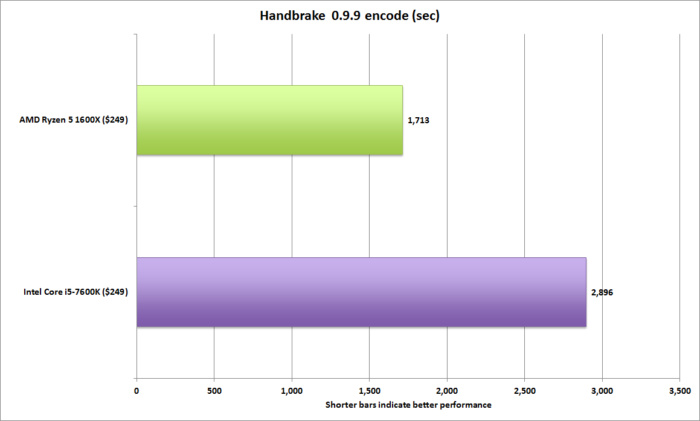 Handbrake 0.9.9 encode (sec)
AMD Ryzen 5 1600X ($249)
1,713
Intel Core i5-7600K ($249)
2,896
0 500 1,000 1,500 2,000 2,500 3,000 3,500
Shorter bars indicate better performance